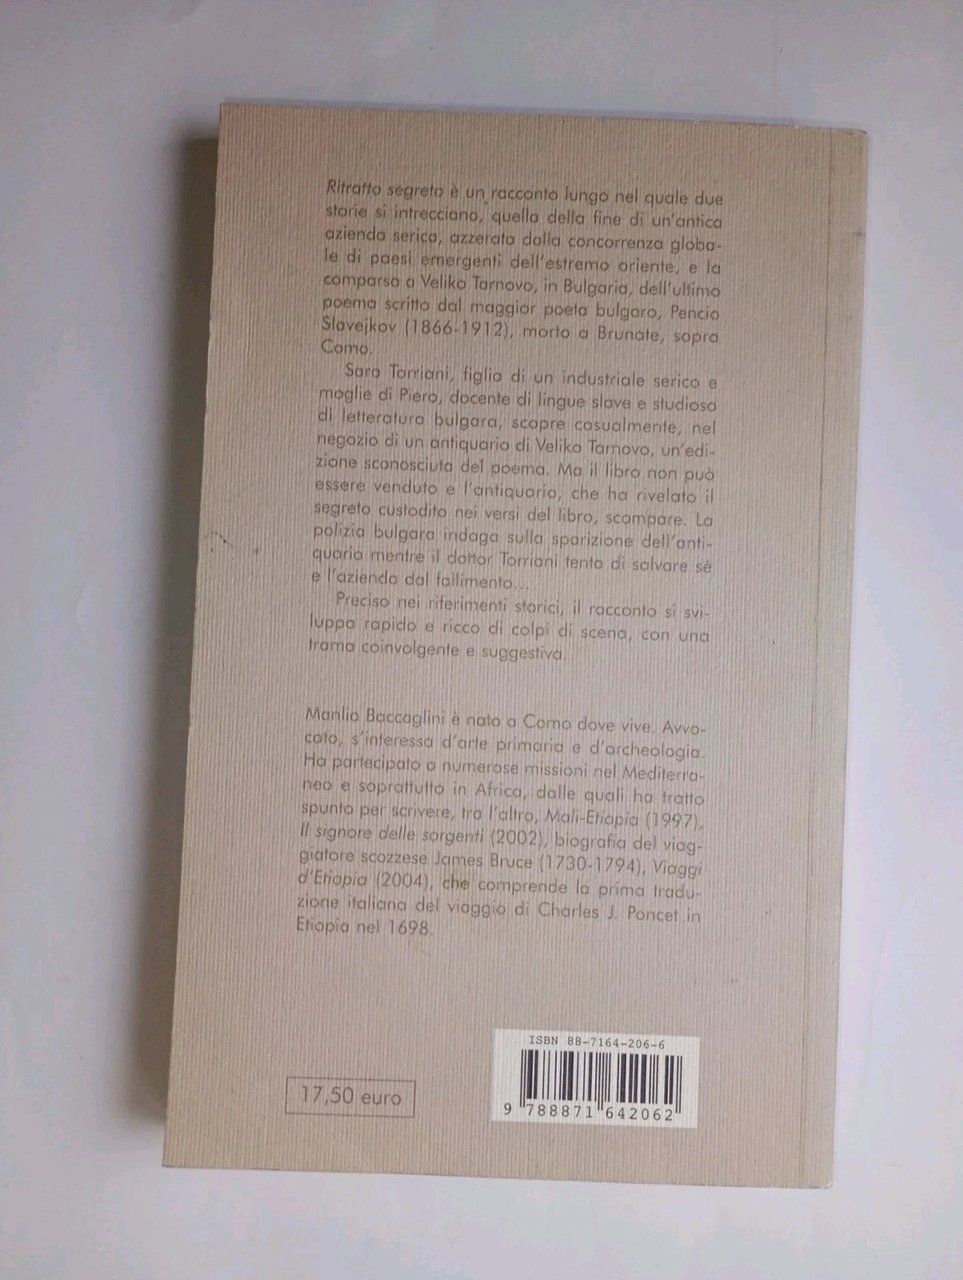 Ritratto segreto è un racconto lungo nel quale due
storie si intrecciano, quella della fine di un'antica
azienda serica, azzerata dalla concorrenza globa-
le di paesi emergenti dell'estremo oriente, e la
comparsa a Veliko Tarnovo, in Bulgaria, dell'ultimo
poema scritto dal maggior poeta bulgaro, Pencio
Slavejkov (1866-1912), morto a Brunate, sopra
Como.
Sara Torriani, figlia di un industriale serico e
moglie di Piero, docente di lingue slave e studioso
di letteratura bulgara, scopre casualmente, nel
negozio di un antiquario di Veliko Tarnovo, un'edi-
zione sconosciuta del poema. Ma il libro non può
essere venduto e l'antiquario, che ha rivelato il
segreto custodito nei versi del libro, scompare. La
polizia bulgara indaga sulla sparizione dell'anti-
quario mentre il dottor Torriani tenta di salvare sé
e l'azienda dal fallimento...
Preciso nei riferimenti storici, il racconto si svi-
luppa rapido e ricco di colpi di scena, con una
trama coinvolgente e suggestiva.
Manlio Baccaglini è nato a Como dove vive. Avvo-
cato, s'interessa d'arte primaria e d'archeologia.
Ha partecipato a numerose missioni nel Mediterra-
neo e soprattutto in Africa, dalle quali ha tratto
spunto per scrivere, tra l'altro, Mali-Etiopia (1997),
Il signore delle sorgenti (2002), biografia del viag-
giatore scozzese James Bruce (1730-1794), Viaggi
d'Etiopia (2004), che comprende la prima tradu-
zione italiana del viaggio di Charles J. Poncet in
Etiopia nel 1698.
ISBN 88-7164-206-6
17,50 euro
9 788871 642062